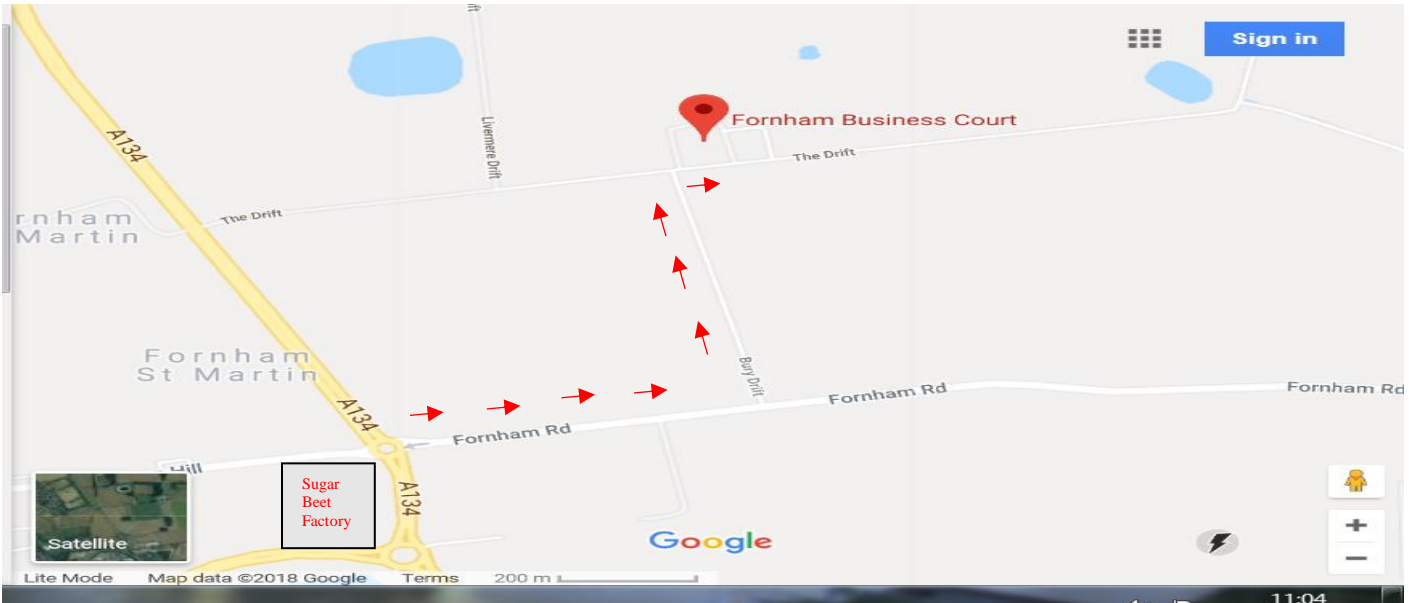 Sign in
Fornham Business Court
A134
Livermere Drift
The Drift
The Drift
rnham
Martin
Fornham
St Martin
Bury Drift
A134
Fornham Rd
Fornham Rd
Fornham Rd
Hill
Sugar
Beet
Factory
A134
Satellite
Google
Lite Mode Map data ©2018 Google Terms 200 m
11:04